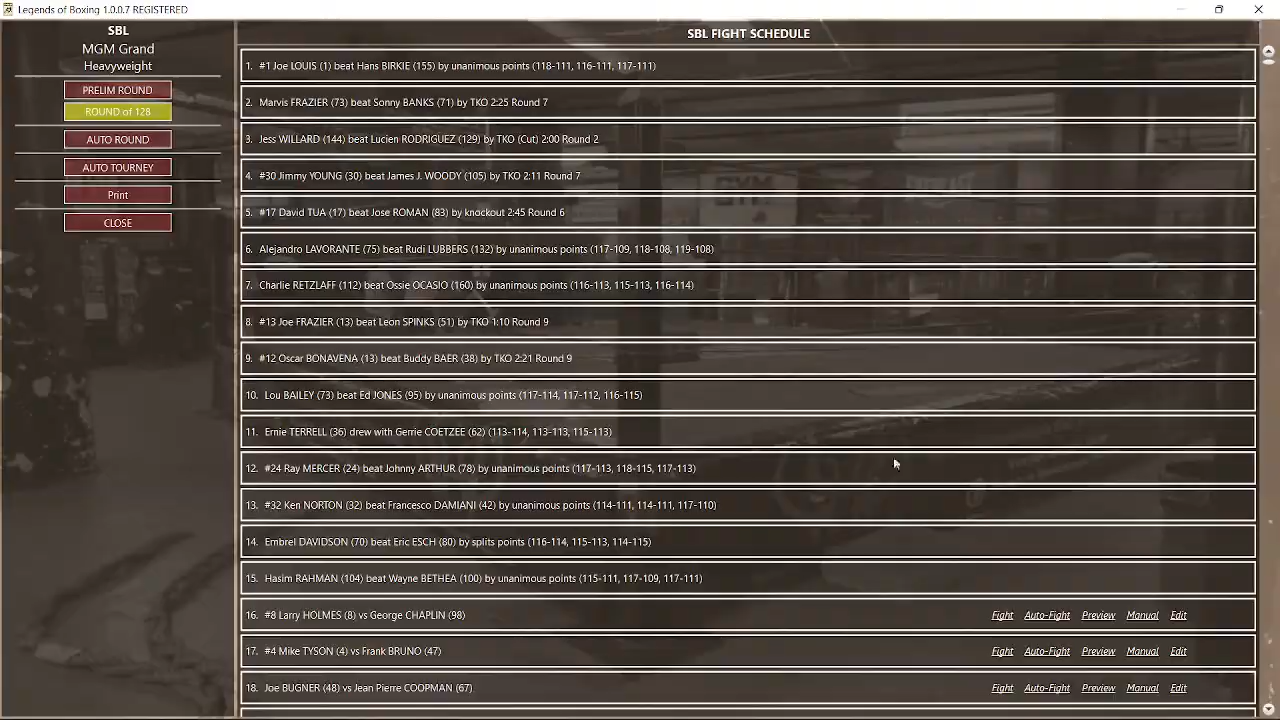 Legends of Boxing 1.0.0.7 REGISTERED
SBL
MGM Grand
Heavyweight
PRELIM ROUND
ROUND of 128
AUTO ROUND
AUTO TOURNEY
Print
CLOSE
SBL FIGHT SCHEDULE
1. #1 Joe LOUIS (1) beat Hans BIRKIE (155) by unanimous points (118-111, 116-111, 117-111)
2. Marvis FRAZIER (73) beat Sonny BANKS (71) by TKO 2:25 Round 7
3. Jess WILLARD (144) beat Lucien RODRIGUEZ (129) by TKO (Cut) 2:00 Round 2
4. #30 Jimmy YOUNG (30) beat James J. WOODY (105) by TKO 2:11 Round 7
5. #17 David TUA (17) beat Jose ROMAN (83) by knockout 2:45 Round 6
6. Alejandro LAVORANTE (75) beat Rudi LUBBERS (132) by unanimous points (117-109, 118-108, 119-108)
7. Charlie RETZLAFF (112) beat Ossie OCASIO (160) by unanimous points (116-113, 115-113, 116-114)
8. #13 Joe FRAZIER (13) beat Leon SPINKS (51) by TKO 1:10 Round 9
9. #12 Oscar BONAVENA (13) beat Buddy BAER (38) by TKO 2:21 Round 9
10. Lou BAILEY (73) beat Ed JONES (95) by unanimous points (117-114, 117-112, 116-115)
11. Ernie TERRELL (36) drew with Gerrie COETZEE (62) (113-114, 113-113, 115-113)
12. #24 Ray MERCER (24) beat Johnny ARTHUR (78) by unanimous points (117-113, 118-115, 117-113)
13. #32 Ken NORTON (32) beat Francesco DAMIANI (42) by unanimous points (114-111, 114-111, 117-110)
14. Embrel DAVIDSON (70) beat Eric ESCH (80) by splits points (116-114, 115-113, 114-115)
15. Hasim RAHMAN (104) beat Wayne BETHEA (100) by unanimous points (115-111, 117-109, 117-111)
16. #8 Larry HOLMES (8) vs George CHAPLIN (98) Fight Auto-Fight Preview Manual Edit
17. #4 Mike TYSON (4) vs Frank BRUNO (47) Fight Auto-Fight Preview Manual Edit
18. Joe BUGNER (48) vs Jean Pierre COOPMAN (67) Fight Auto-Fight Preview Manual Edit
GYM